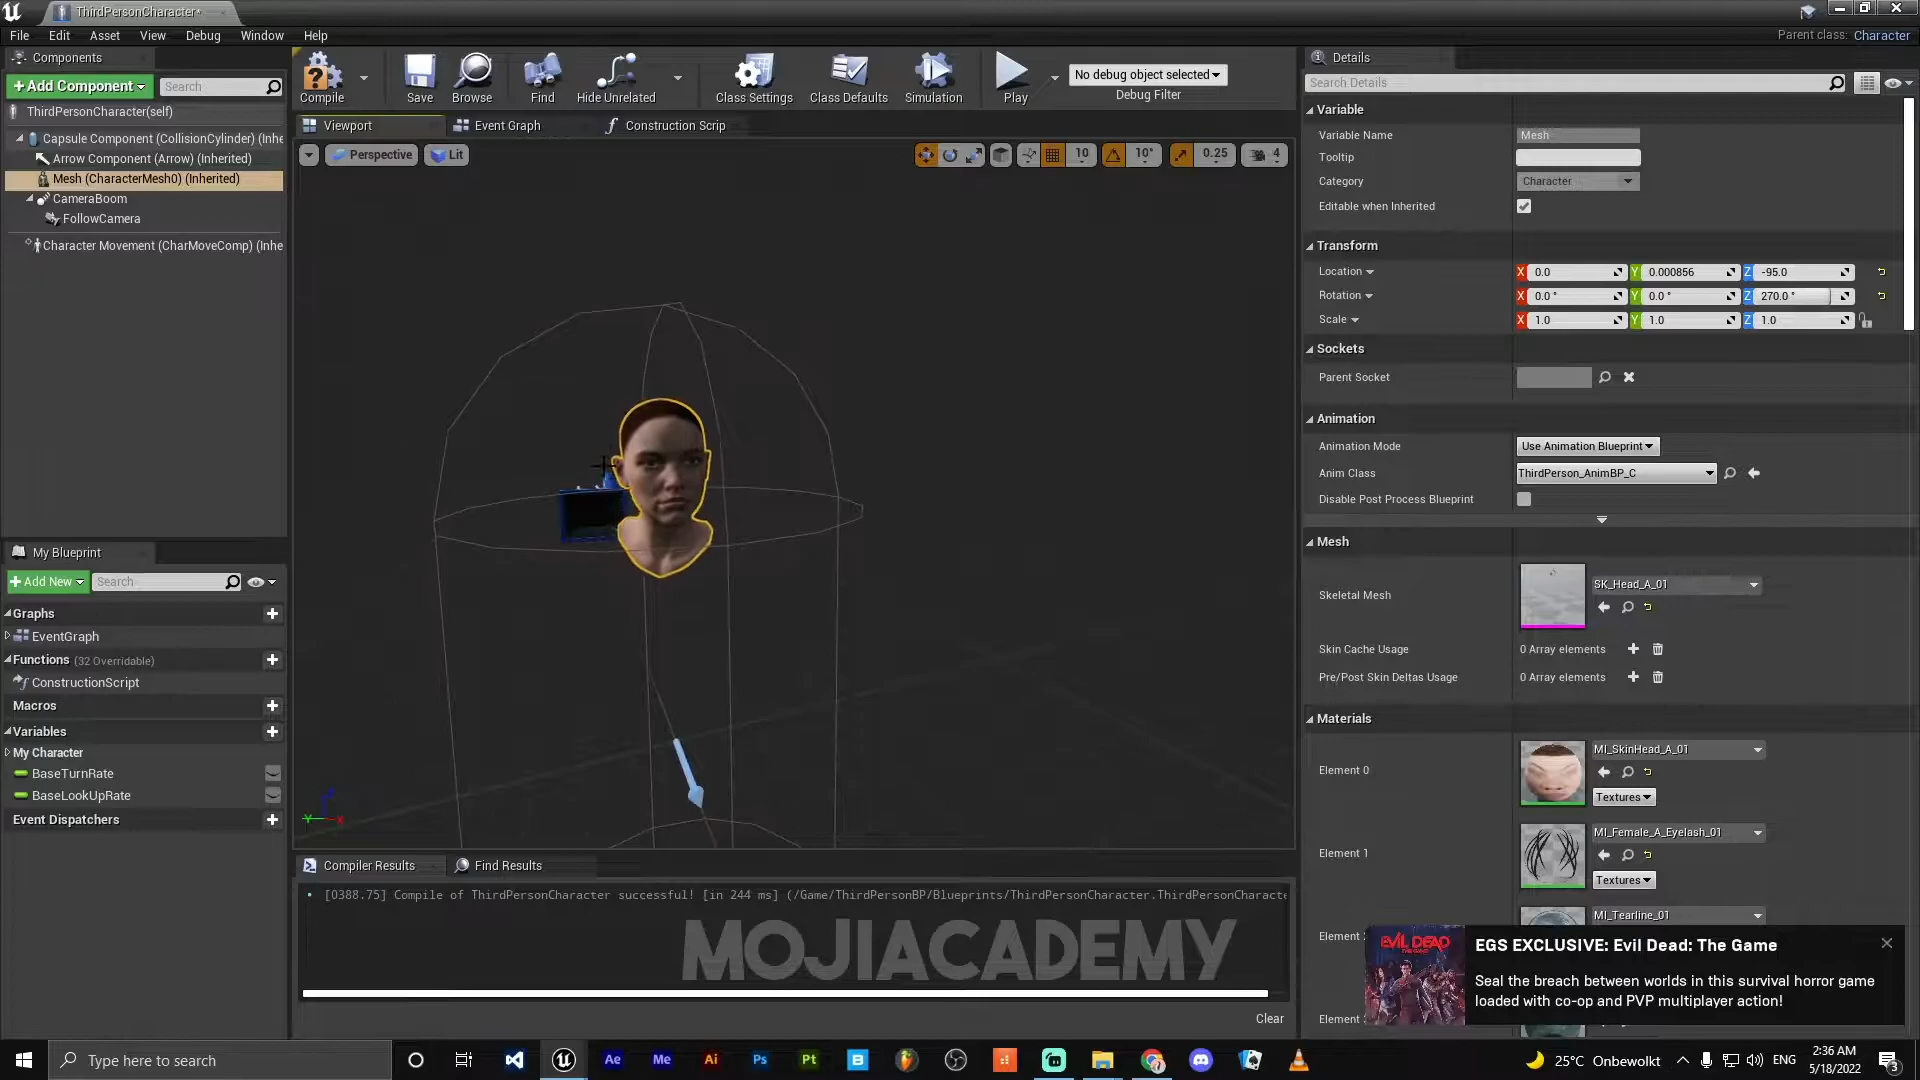 ThirdPersonCharacter*
File Edit Asset View Debug Window Help
Parent class: Character
Components
+Add Component
Search
ThirdPersonCharacter(self)
Capsule Component (CollisionCylinder) (Inhe
Arrow Component (Arrow) (Inherited)
Mesh (CharacterMesh0) (Inherited)
CameraBoom
FollowCamera
Character Movement (CharMoveComp) (Inhe
Compile
Save
Browse
Find
Hide Unrelated
Class Settings
Class Defaults
Simulation
Play
No debug object selected
Debug Filter
Viewport
Event Graph
Construction Scrip
Perspective
Lit
10
10°
0.25
4
My Blueprint
+Add New
Search
Graphs
EventGraph
Functions (32 Overridable)
ConstructionScript
Macros
Variables
My Character
BaseTurnRate
BaseLookUpRate
Event Dispatchers
Compiler Results
Find Results
[0388.75] Compile of ThirdPersonCharacter successful! [in 244 ms] (/Game/ThirdPersonBP/Blueprints/ThirdPersonCharacter.ThirdPersonCharacte
MOJIACADEMY
Clear
Details
Search Details
Variable
Variable Name
Mesh
Tooltip
Category
Character
Editable when Inherited
Transform
Location
X 0.0 Y 0.000856 Z -95.0
Rotation
X 0.0 ° Y 0.0 ° Z 270.0 °
Scale
X 1.0 Y 1.0 Z 1.0
Sockets
Parent Socket
Animation
Animation Mode
Use Animation Blueprint
Anim Class
ThirdPerson_AnimBP_C
Disable Post Process Blueprint
Mesh
Skeletal Mesh
SK_Head_A_01
Skin Cache Usage
0 Array elements
Pre/Post Skin Deltas Usage
0 Array elements
Materials
Element 0
MI_SkinHead_A_01
Textures
Element 1
MI_Female_A_Eyelash_01
Textures
Element
MI_Tearline_01
Element
EVIL DEAD
THE GAME
EGS EXCLUSIVE: Evil Dead: The Game
Seal the breach between worlds in this survival horror game
loaded with co-op and PVP multiplayer action!
Type here to search
Ae
Me
Ai
Ps
Pt
25°C Onbewolkt
ENG
2:36 AM
5/18/2022
3